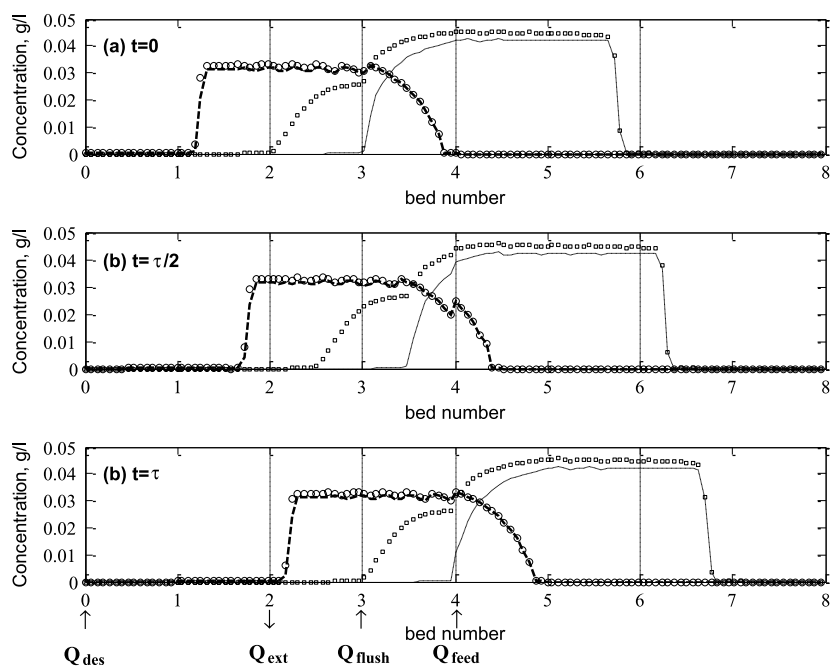 0.05
0.04
0.03
0.02
0.01
0
Concentration, g/l
(a) t=0
0 1 2 3 4 5 6 7 8
bed number
0.05
0.04
0.03
0.02
0.01
0
Concentration, g/l
(b) t= τ/2
0 1 2 3 4 5 6 7 8
bed number
0.05
0.04
0.03
0.02
0.01
0
Concentration, g/l
(b) t= τ
0 1 2 3 4 5 6 7 8
bed number
Q des Q ext Q flush Q feed